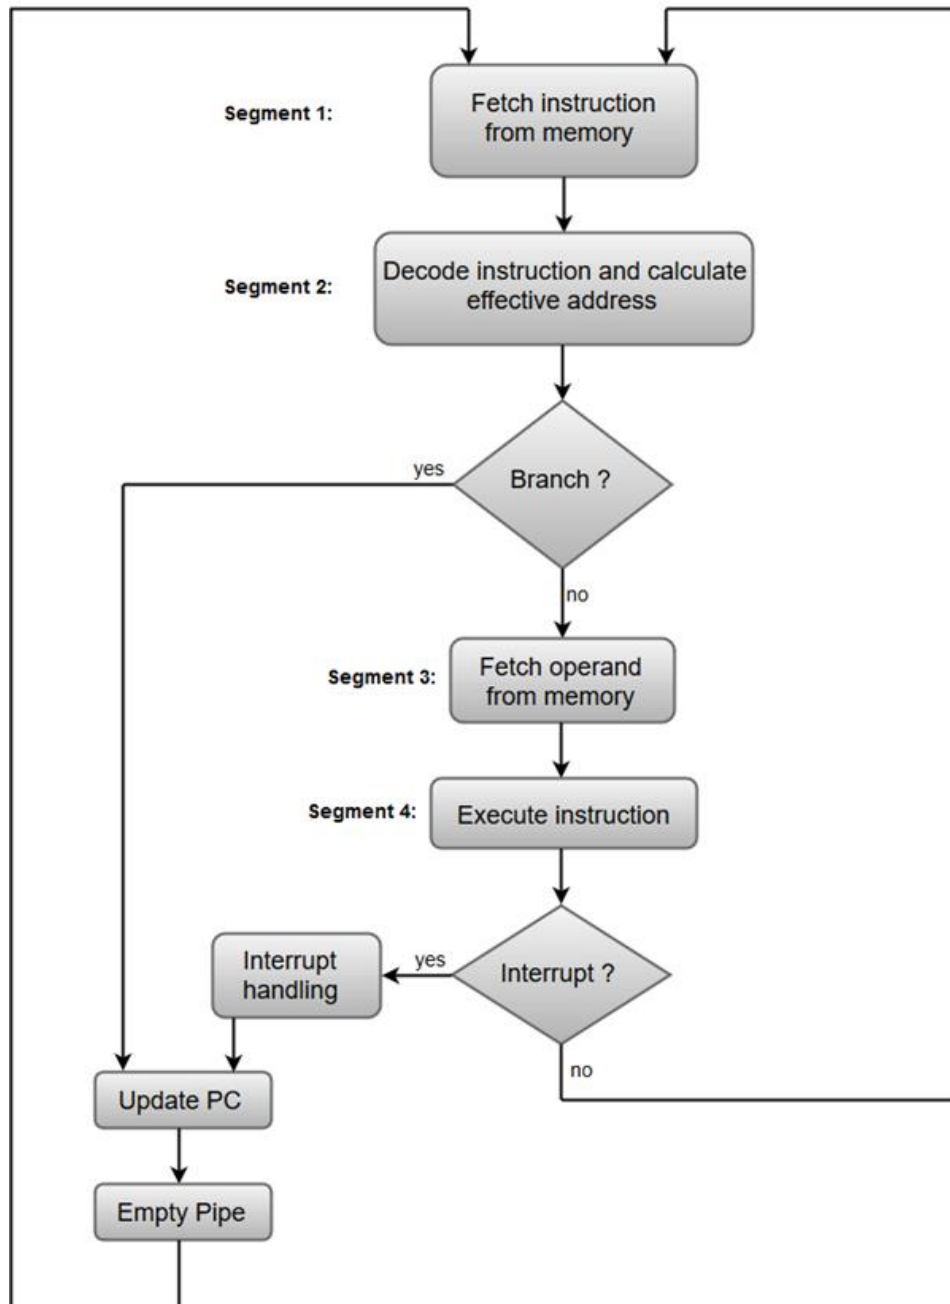 Segment 1:
Fetch instruction
from memory
Segment 2:
Decode instruction and calculate
effective address
Branch ?
yes
no
Segment 3:
Fetch operand
from memory
Segment 4:
Execute instruction
Interrupt ?
yes
Interrupt
handling
no
Update PC
Empty Pipe